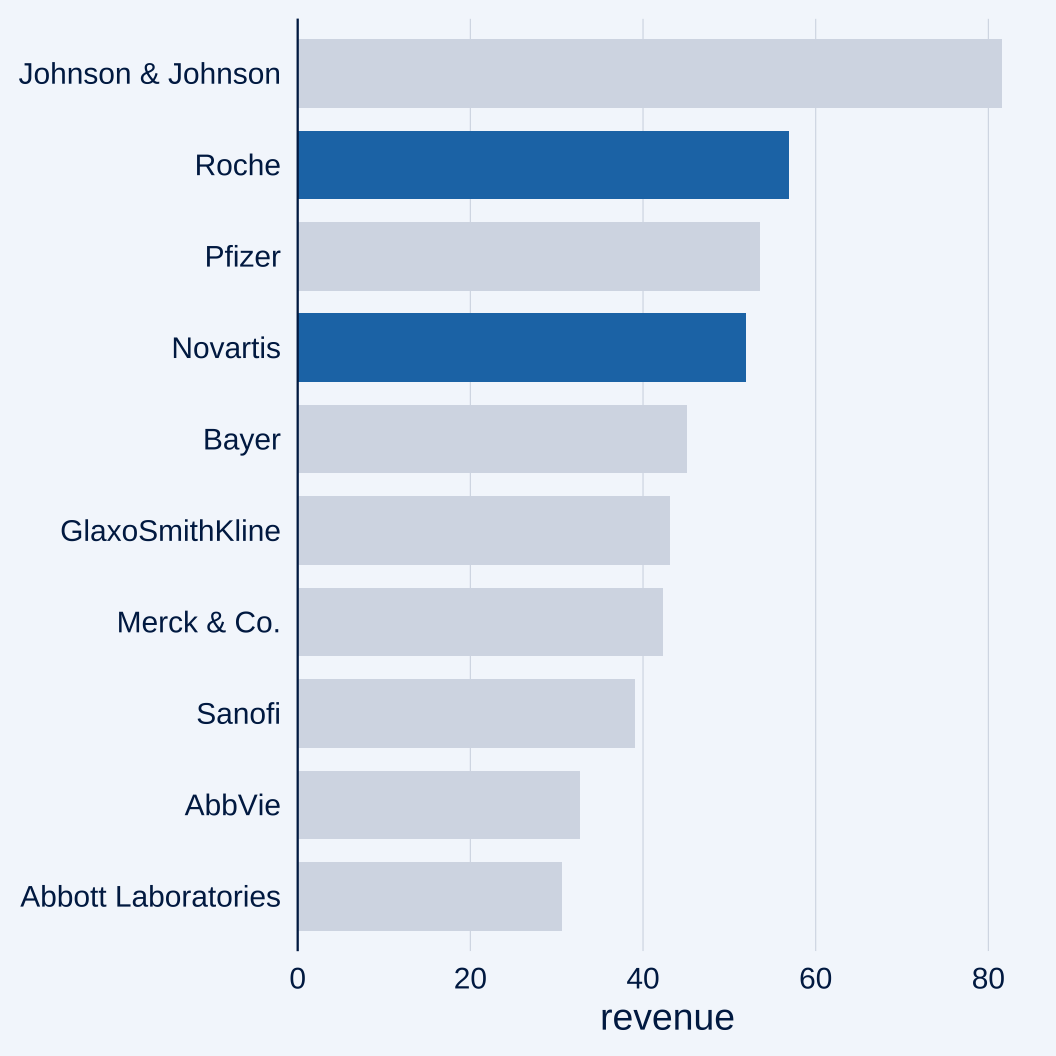 Johnson & Johnson
Roche
Pfizer
Novartis
Bayer
GlaxoSmithKline
Merck & Co.
Sanofi
AbbVie
Abbott Laboratories
0 20 40 60 80
revenue